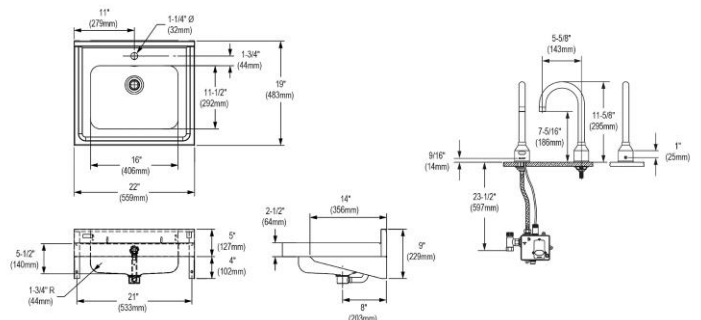 11"
(279mm)
1-1/4" Ø
(32mm)
1-3/4"
(44mm)
11-1/2"
(292mm)
19"
(483mm)
16"
(406mm)
22"
(559mm)
5-5/8"
(143mm)
11-5/8"
(295mm)
7-5/16"
(186mm)
9/16"
(14mm)
1"
(25mm)
23-1/2"
(597mm)
5"
(127mm)
4"
(102mm)
5-1/2"
(140mm)
1-3/4" R
(44mm)
21"
(533mm)
14"
(356mm)
2-1/2"
(64mm)
9"
(229mm)
8"
(203mm)